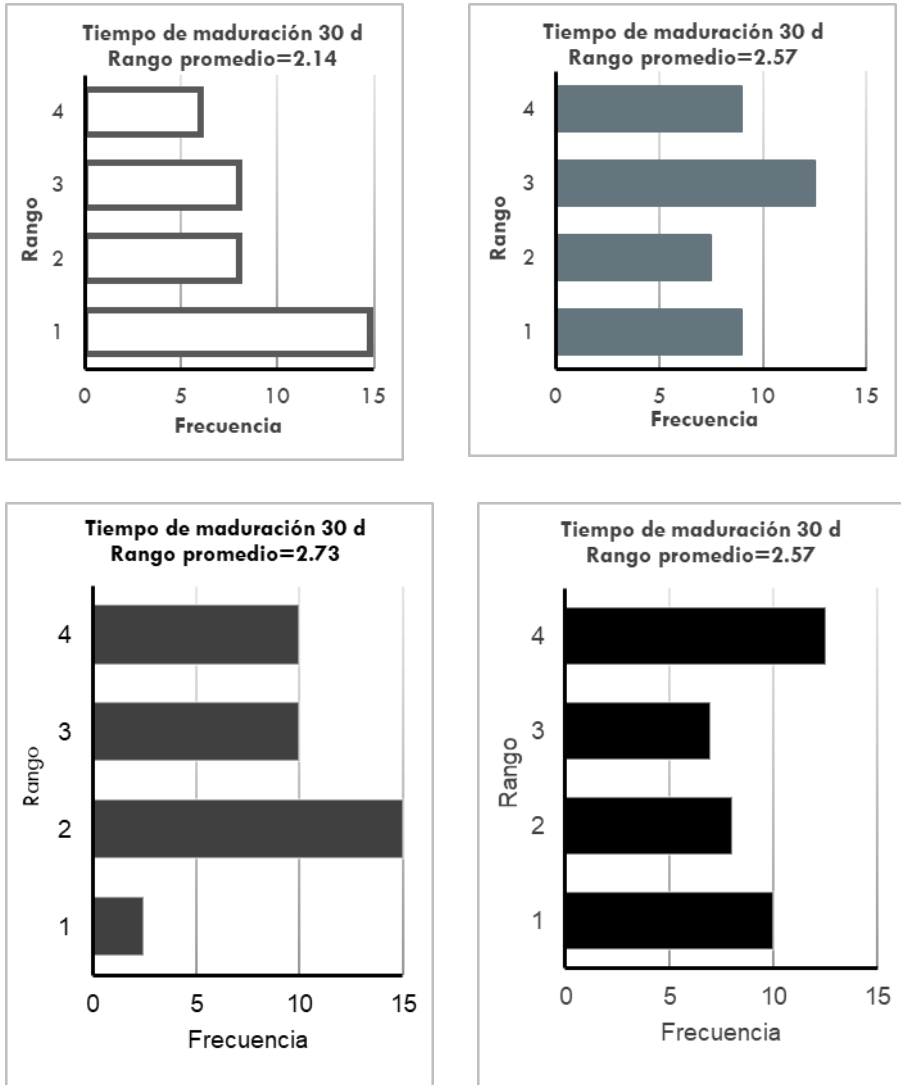 Tiempo de maduración 30 d
Rango promedio=2.14
4
3
2
1
Rango
0 5 10 15
Frecuencia
Tiempo de maduración 30 d
Rango promedio=2.57
4
3
2
1
Rango
0 5 10 15
Frecuencia
Tiempo de maduración 30 d
Rango promedio=2.73
4
3
2
1
Rango
0 5 10 15
Frecuencia
Tiempo de maduración 30 d
Rango promedio=2.57
4
3
2
1
Rango
0 5 10 15
Frecuencia